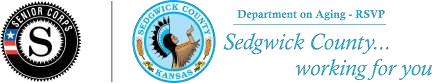 SENIOR CORPS
S
SEDGWICK COUNTY
KANSAS
Department on Aging - RSVP
Sedgwick County...
working for you